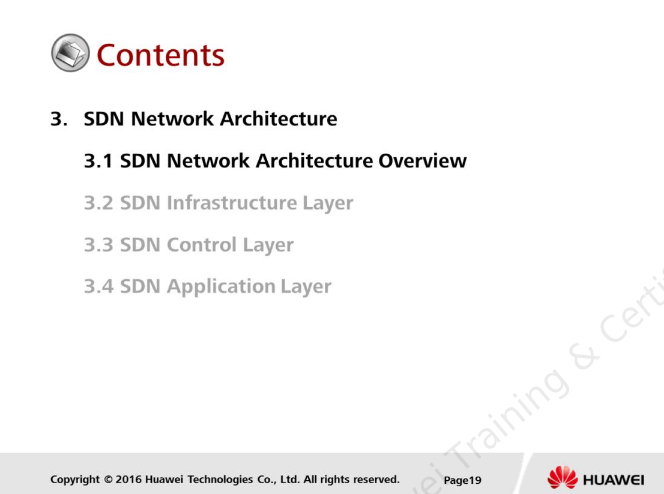 Contents
3. SDN Network Architecture
3.1 SDN Network Architecture Overview
3.2 SDN Infrastructure Layer
3.3 SDN Control Layer
3.4 SDN Application Layer
Training & Certi
Copyright © 2016 Huawei Technologies Co., Ltd. All rights reserved. Page19
HUAWEI